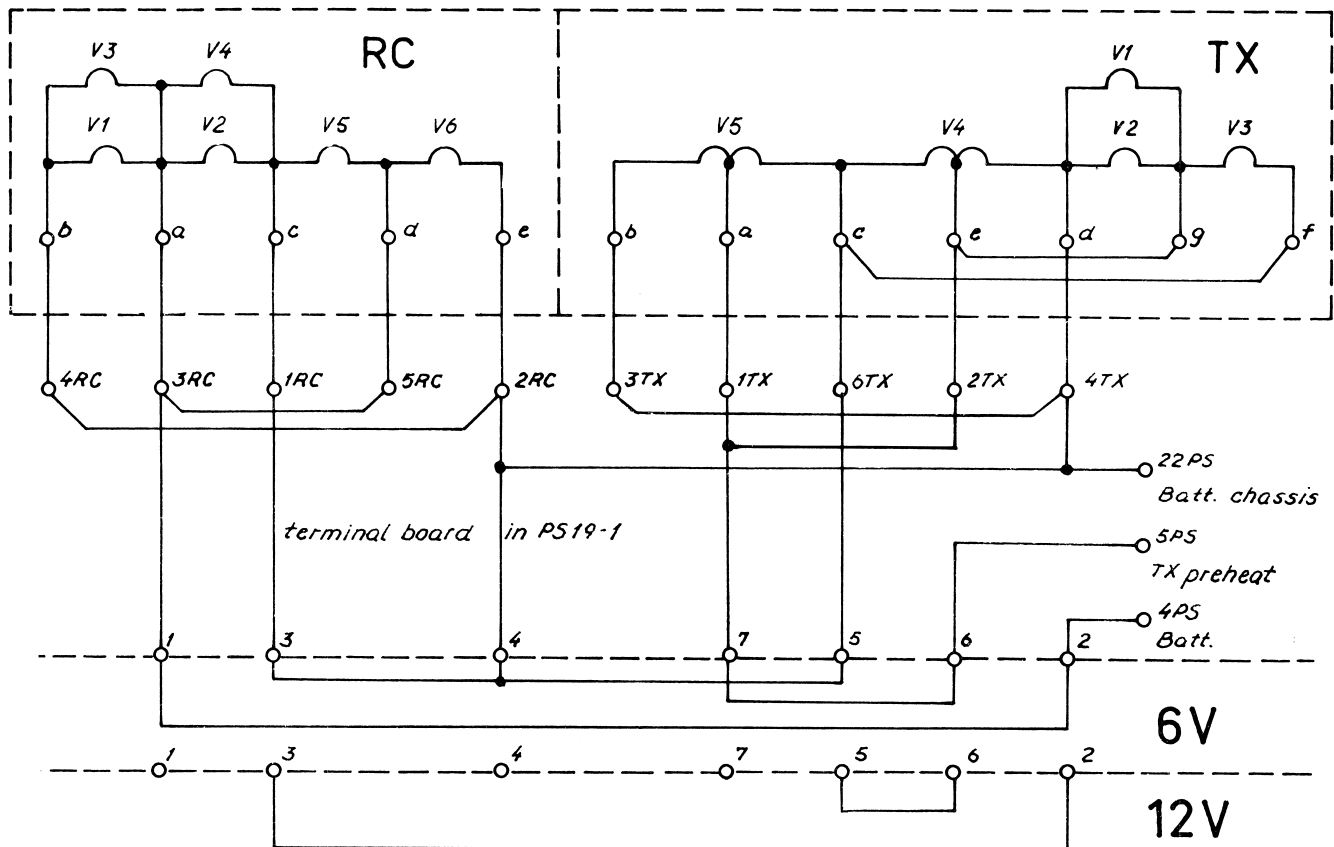 RC
TX
V3 V4
V1 V2 V5 V6
V1
V5 V4 V2 V3
b a c d e
b a c e d g f
4RC 3RC 1RC 5RC 2RC
3TX 1TX 6TX 2TX 4TX
22PS
Batt. chassis
terminal board in PS19-1
5PS
TX preheat
4PS
Batt.
1 3 4 7 5 6 2
6V
1 3 4 7 5 6 2
12V